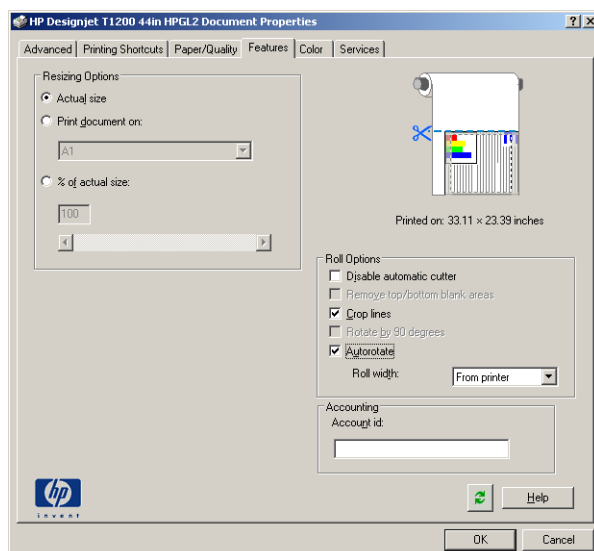 HP Designjet T1200 44in HPGL2 Document Properties
Advanced Printing Shortcuts Paper/Quality Features Color Services
Resizing Options
Actual size
Print document on:
A1
% of actual size:
100
Printed on: 33.11 × 23.39 inches
Roll Options
Disable automatic cutter
Remove top/bottom blank areas
Crop lines
Rotate by 90 degrees
Autorotate
Roll width: From printer
Accounting
Account id:
hp
invent
Help
OK Cancel